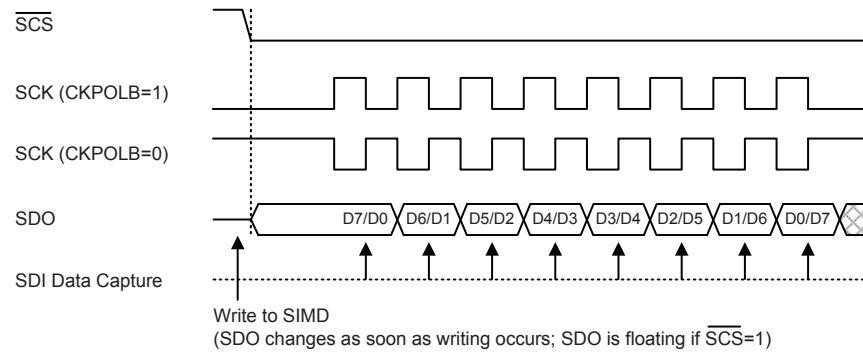 SCS
SCK (CKPOLB=1)
SCK (CKPOLB=0)
SDO D7/D0 D6/D1 D5/D2 D4/D3 D3/D4 D2/D5 D1/D6 D0/D7
SDI Data Capture
Write to SIMD
(SDO changes as soon as writing occurs; SDO is floating if SCS=1)